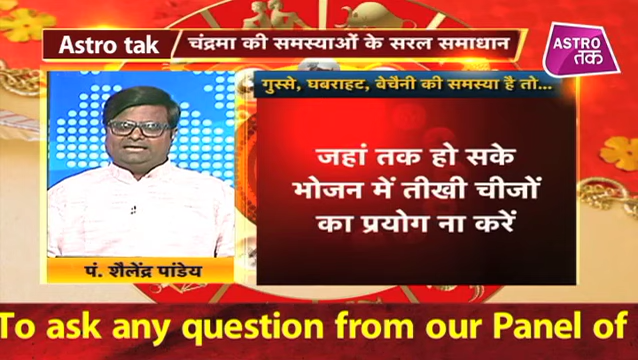 Astro tak
चंद्रमा की समस्याओं के सरल समाधान
ASTRO
तक
गुस्से, घबराहट, बेचैनी की समस्या है तो...
जहां तक हो सके
भोजन में तीखी चीजों
का प्रयोग ना करें
पं. शैलेंद्र पांडेय
To ask any question from our Panel of